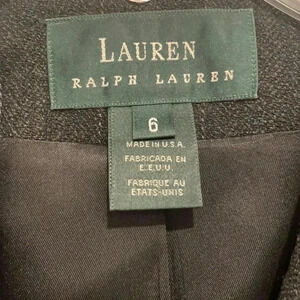 LAUREN
RALPH LAUREN
6
MADE IN U.S.A.
FABRICADA EN
E.E.U.U.
FABRIQUE AU
ETATS-UNIS